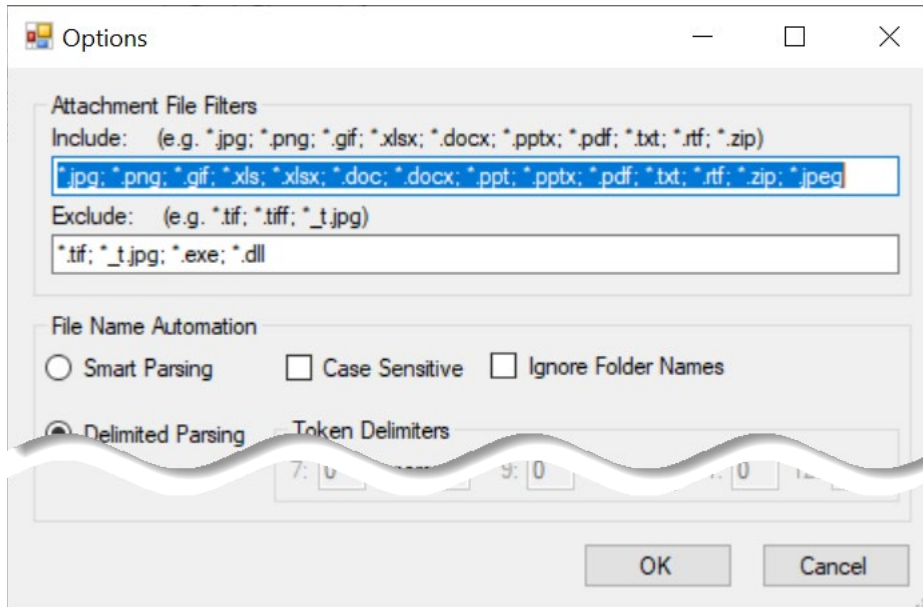 Options
Attachment File Filters
Include: (e.g. *.jpg; *.png; *.gif; *.xlsx; *.docx; *.pptx; *.pdf; *.txt; *.rtf; *.zip)
*.jpg; *.png; *.gif; *.xls; *.xlsx; *.doc; *.docx; *.ppt; *.pptx; *.pdf; *.txt; *.rtf; *.zip; *.jpeg
Exclude: (e.g. *.tif; *.tiff; *_t.jpg)
*.tif; *_t.jpg; *.exe; *.dll
File Name Automation
Smart Parsing Case Sensitive Ignore Folder Names
Delimited Parsing Token Delimiters
7: 0 9: 0 0
OK Cancel